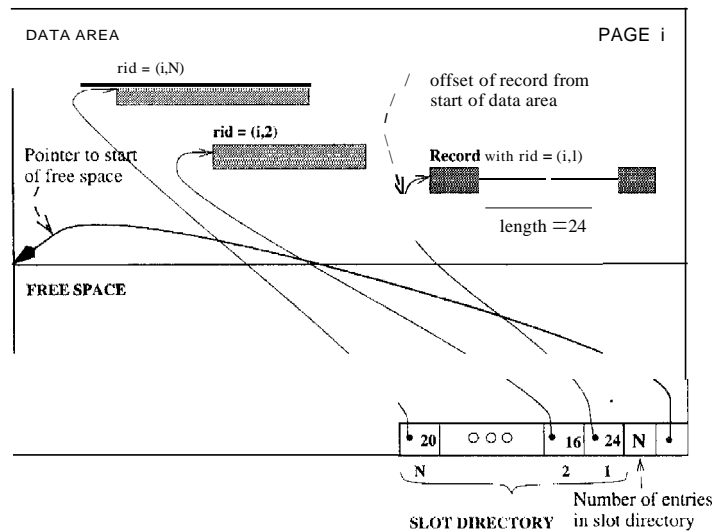 DATA AREA
PAGE i
rid = (i,N)
offset of record from
start of data area
rid = (i,2)
Pointer to start
of free space
Record with rid = (i,1)
length =24
FREE SPACE
20 ○○○ 16 24 N
N 2 1
Number of entries
in slot directory
SLOT DIRECTORY